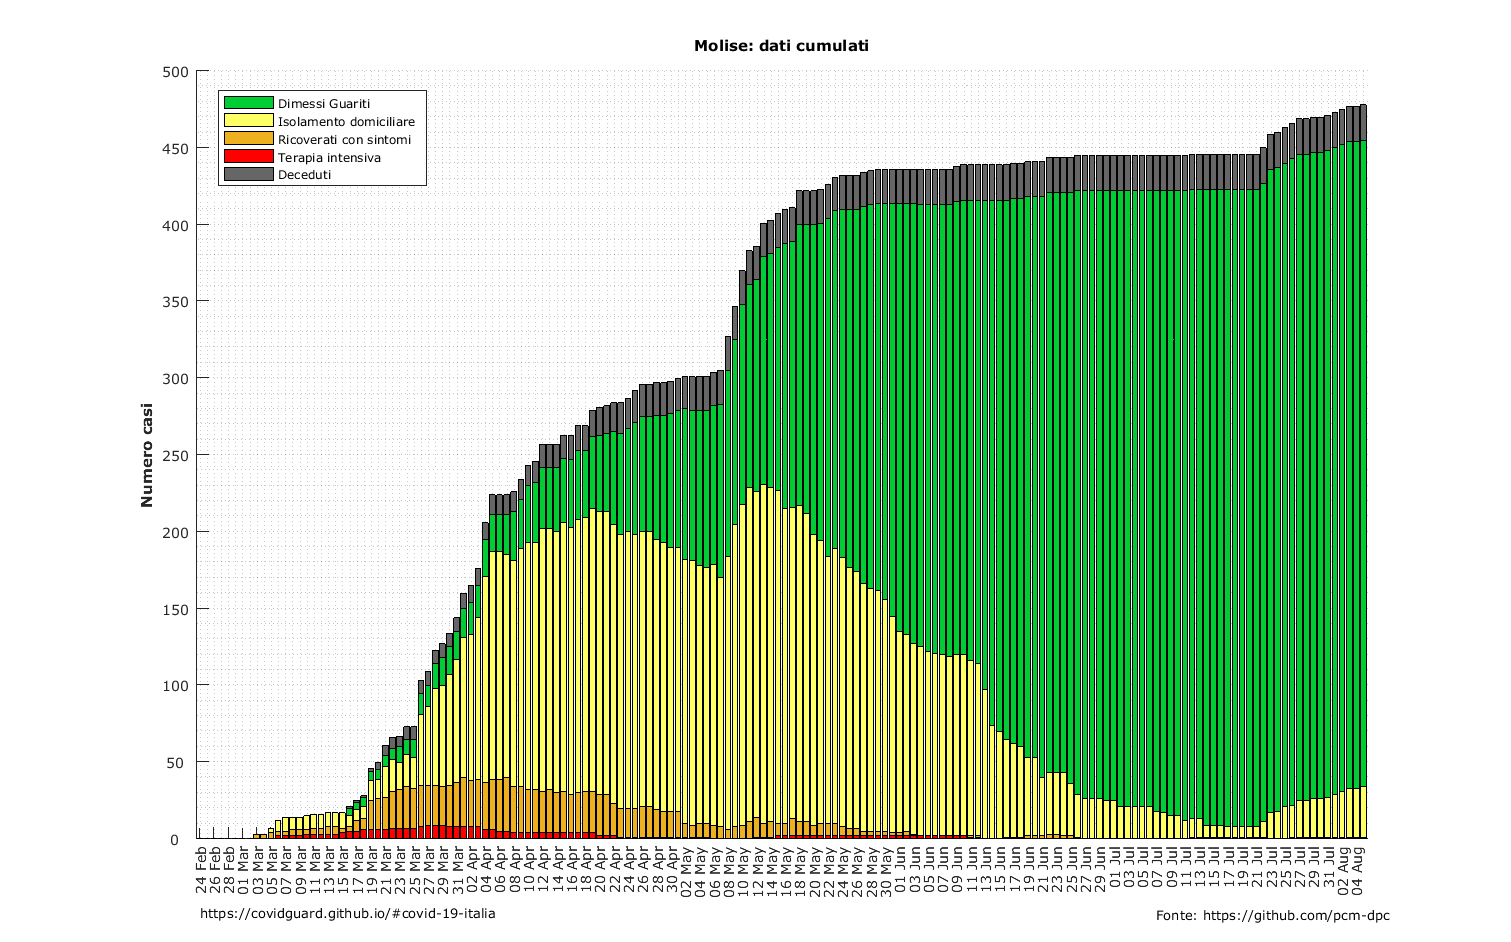 Molise: dati cumulati
500
450
400
350
300
250
200
150
100
50
0
Numero casi
Dimessi Guariti
Isolamento domiciliare
Ricoverati con sintomi
Terapia intensiva
Deceduti
24 Feb
26 Feb
28 Feb
01 Mar
03 Mar
05 Mar
07 Mar
09 Mar
11 Mar
13 Mar
15 Mar
17 Mar
19 Mar
21 Mar
23 Mar
25 Mar
27 Mar
29 Mar
31 Mar
02 Apr
04 Apr
06 Apr
08 Apr
10 Apr
12 Apr
14 Apr
16 Apr
18 Apr
20 Apr
22 Apr
24 Apr
26 Apr
28 Apr
30 Apr
02 May
04 May
06 May
08 May
10 May
12 May
14 May
16 May
18 May
20 May
22 May
24 May
26 May
28 May
30 May
01 Jun
03 Jun
05 Jun
07 Jun
09 Jun
11 Jun
13 Jun
15 Jun
17 Jun
19 Jun
21 Jun
23 Jun
25 Jun
27 Jun
29 Jun
01 Jul
03 Jul
05 Jul
07 Jul
09 Jul
11 Jul
13 Jul
15 Jul
17 Jul
19 Jul
21 Jul
23 Jul
25 Jul
27 Jul
29 Jul
31 Jul
02 Aug
04 Aug
https://covidguard.github.io/#covid-19-italia
Fonte: https://github.com/pcm-dpc